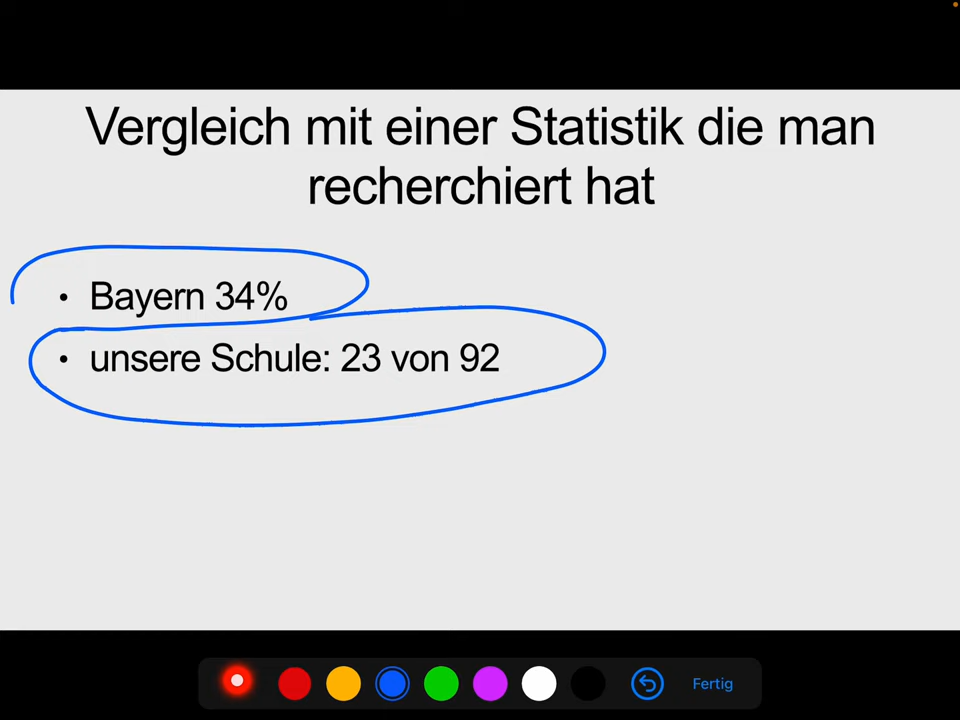 Vergleich mit einer Statistik die man
recherchiert hat
• Bayern 34%
• unsere Schule: 23 von 92
Fertig